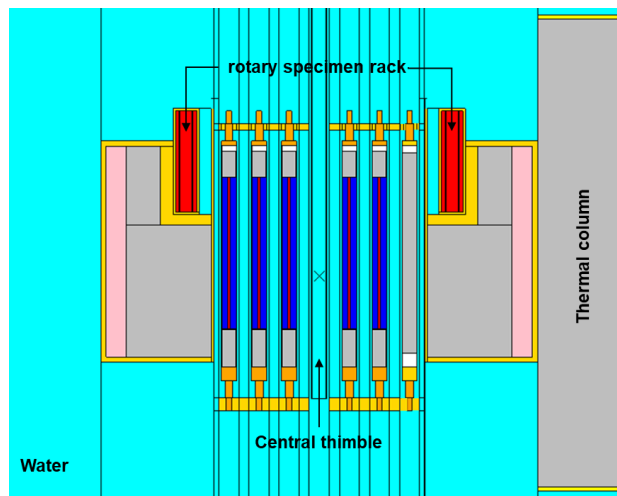 rotary specimen rack
Thermal column
Central thimble
Water